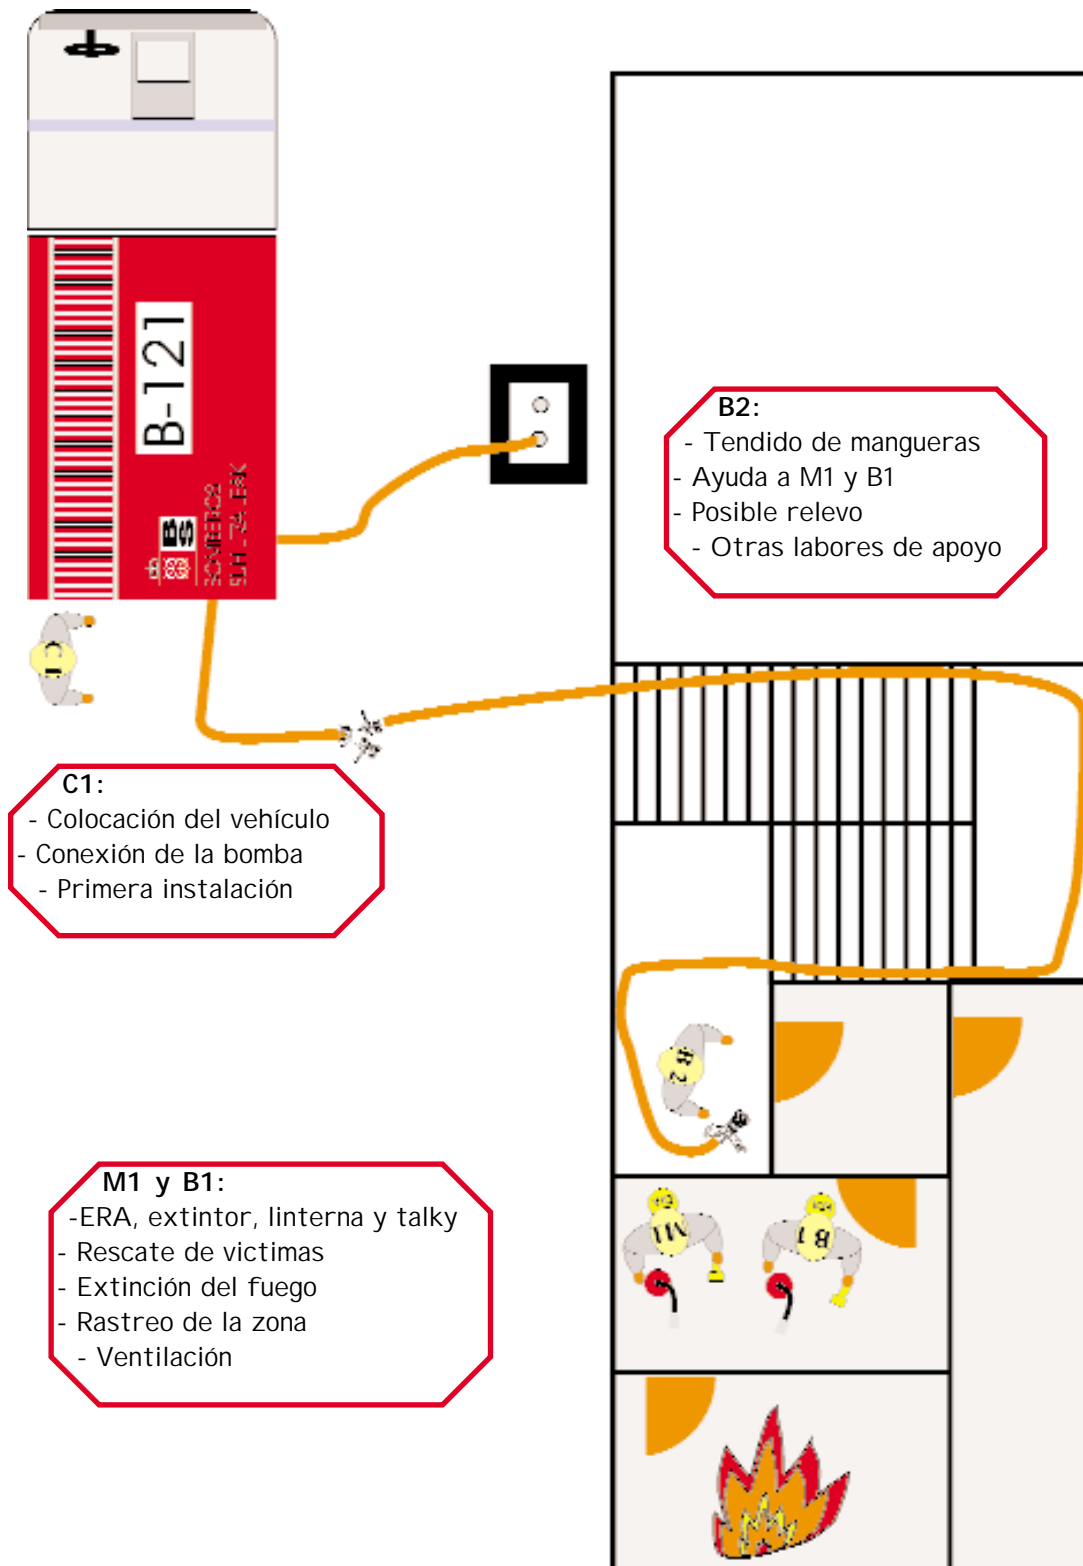 B-121
BS
BOMBEROS
C1
C1:
- Colocación del vehículo
- Conexión de la bomba
- Primera instalación
B2:
- Tendido de mangueras
- Ayuda a M1 y B1
- Posible relevo
- Otras labores de apoyo
M1 y B1:
-ERA, extintor, linterna y talky
- Rescate de victimas
- Extinción del fuego
- Rastreo de la zona
- Ventilación
M1
B1